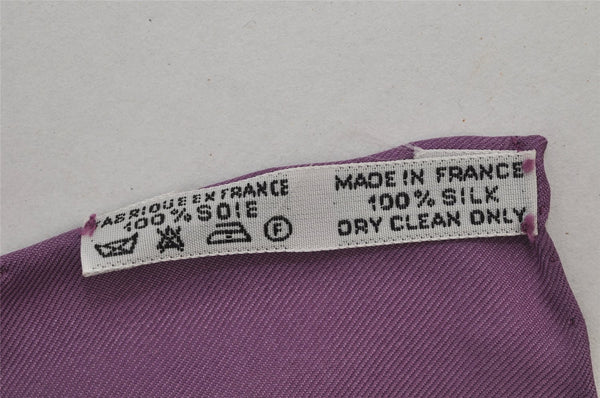 FABRIQUE EN FRANCE
100% SOIE
F
MADE IN FRANCE
100% SILK
DRY CLEAN ONLY